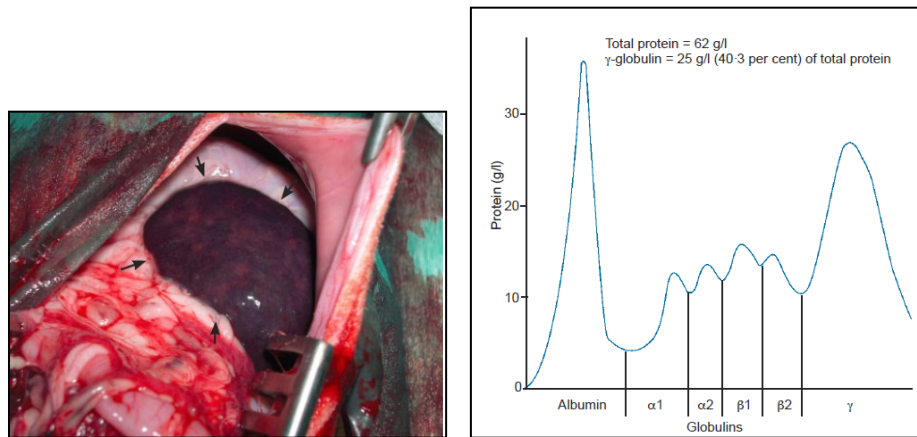 Total protein = 62 g/l
γ-globulin = 25 g/l (40·3 per cent) of total protein
Protein (g/l)
30
20
10
0
Albumin
α1
α2
β1
β2
γ
Globulins